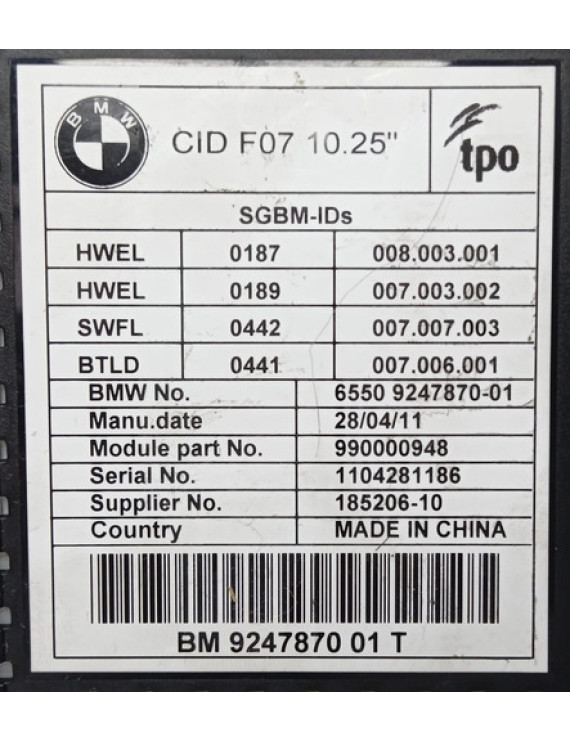 BMW
CID F07 10.25"
tpo
SGBM-IDs
HWEL 0187 008.003.001
HWEL 0189 007.003.002
SWFL 0442 007.007.003
BTLD 0441 007.006.001
BMW No. 6550 9247870-01
Manu.date 28/04/11
Module part No. 990000948
Serial No. 1104281186
Supplier No. 185206-10
Country MADE IN CHINA
BM 9247870 01 T